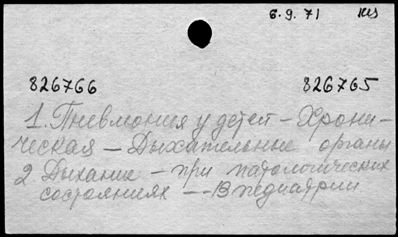 6.9.71
826766 826765
1. Пневмония у детей – Хрони-
ческая – Дыхательные органы
2 Дыхание – при патологических
состояниях – – В педиатрии